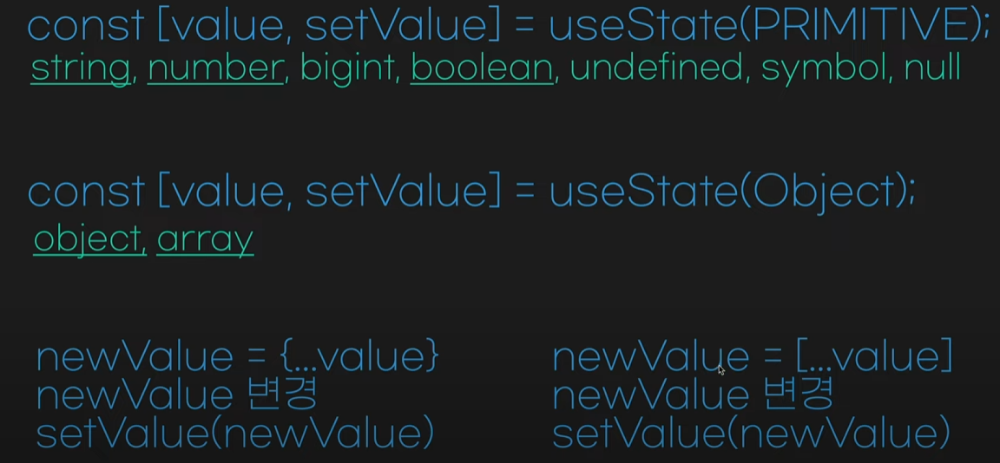 const [value, setValue] = useState(PRIMITIVE);
string, number, bigint, boolean, undefined, symbol, null
const [value, setValue] = useState(Object);
object, array
newValue = {...value}
newValue 변경
setValue(newValue)
newValue = [...value]
newValue 변경
setValue(newValue)